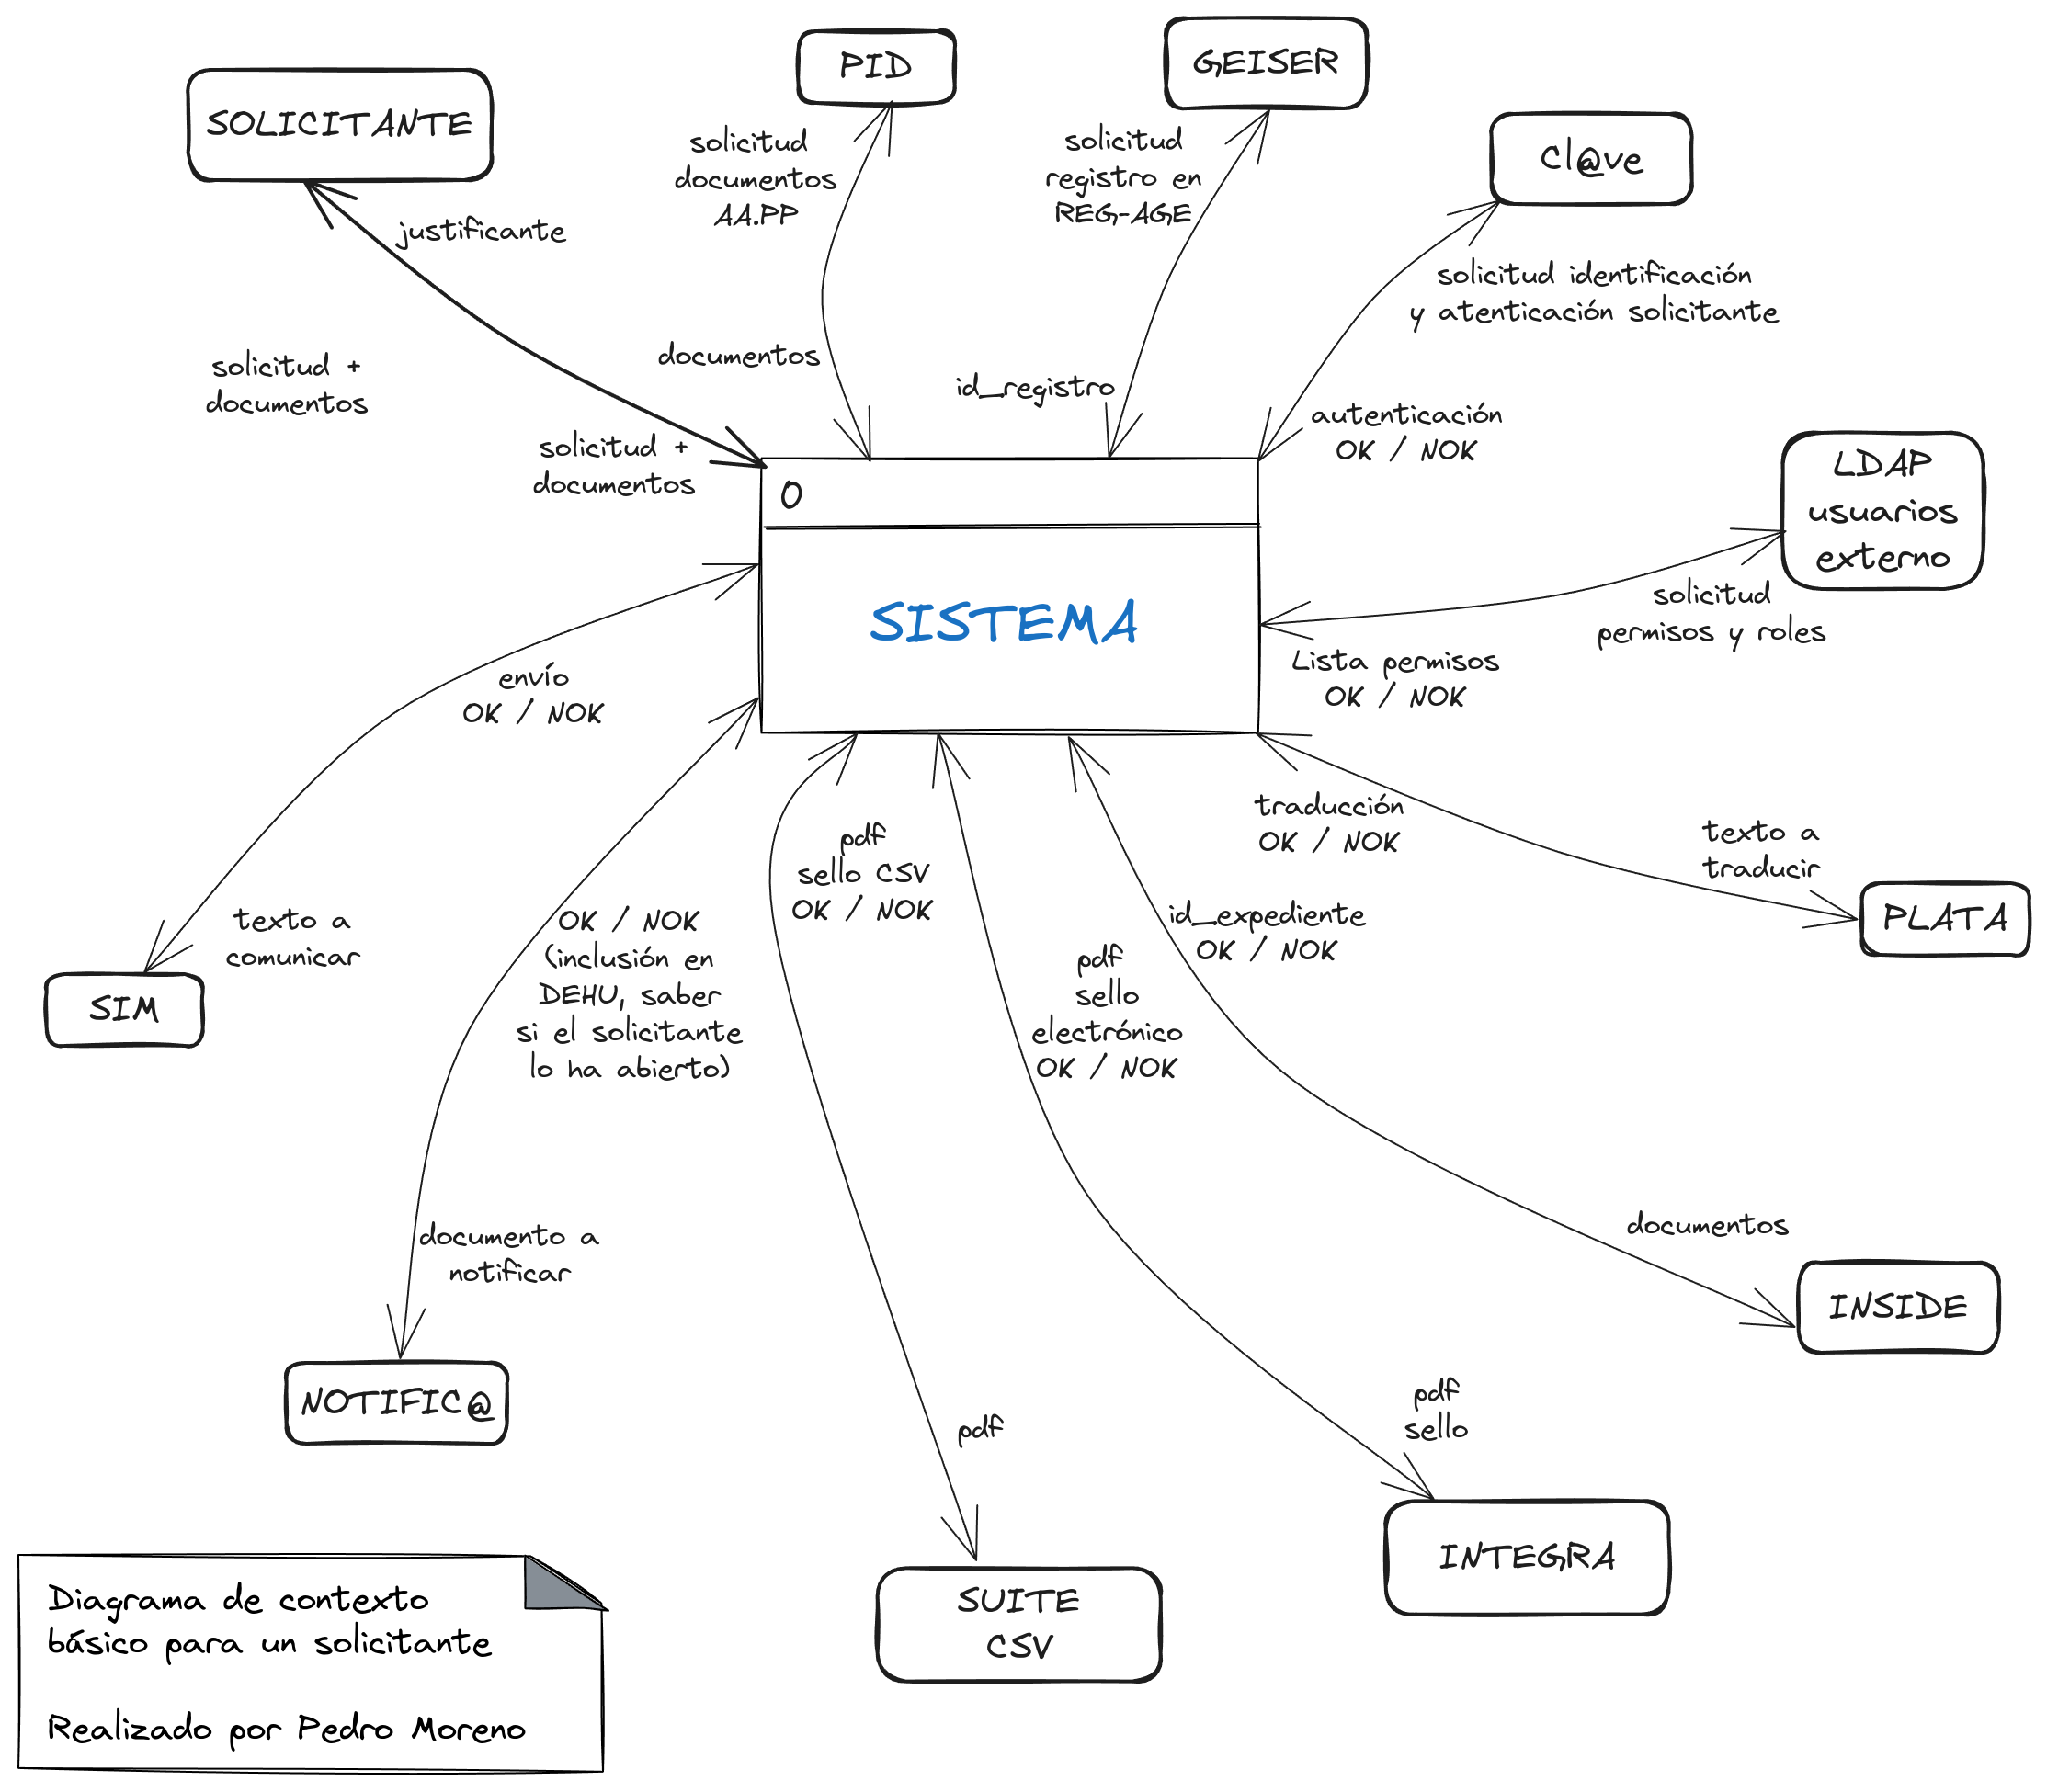 PID
GEISER
SOLICITANTE
Cl@ve
solicitud
documentos
AA.PP
solicitud
registro en
REG-AGE
justificante
solicitud identificación
y atenticación solicitante
solicitud +
documentos
documentos
id_registro
autenticación
OK / NOK
solicitud +
documentos
LDAP
usuarios
externo
0
SISTEMA
solicitud
permisos y roles
Lista permisos
OK / NOK
envío
OK / NOK
traducción
OK / NOK
texto a
traducir
PLATA
pdf
sello CSV
OK / NOK
id_expediente
OK / NOK
texto a
comunicar
SIM
OK / NOK
(inclusión en
DEHU, saber
si el solicitante
lo ha abierto)
pdf
sello
electrónico
OK / NOK
documento a
notificar
documentos
INSIDE
NOTIFIC@
pdf
pdf
sello
INTEGRA
SUITE
CSV
Diagrama de contexto
básico para un solicitante
Realizado por Pedro Moreno